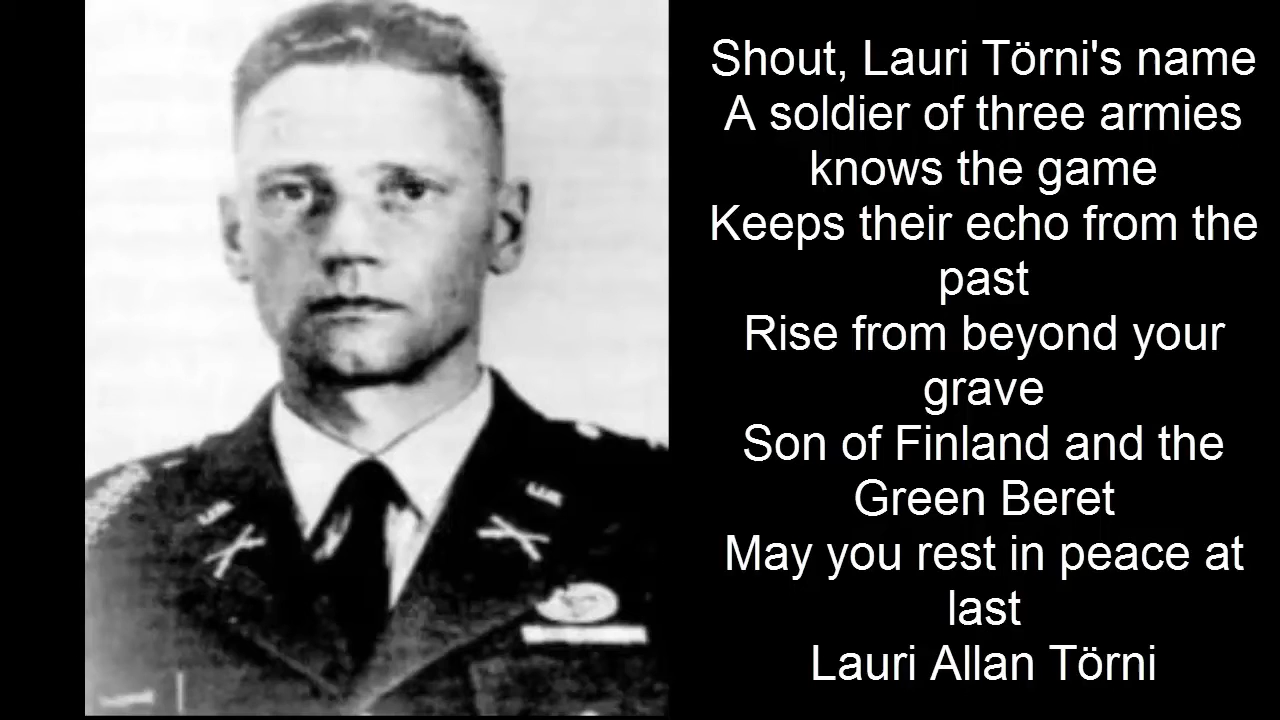 Shout, Lauri Törni's name
A soldier of three armies
knows the game
Keeps their echo from the
past
Rise from beyond your
grave
Son of Finland and the
Green Beret
May you rest in peace at
last
Lauri Allan Törni